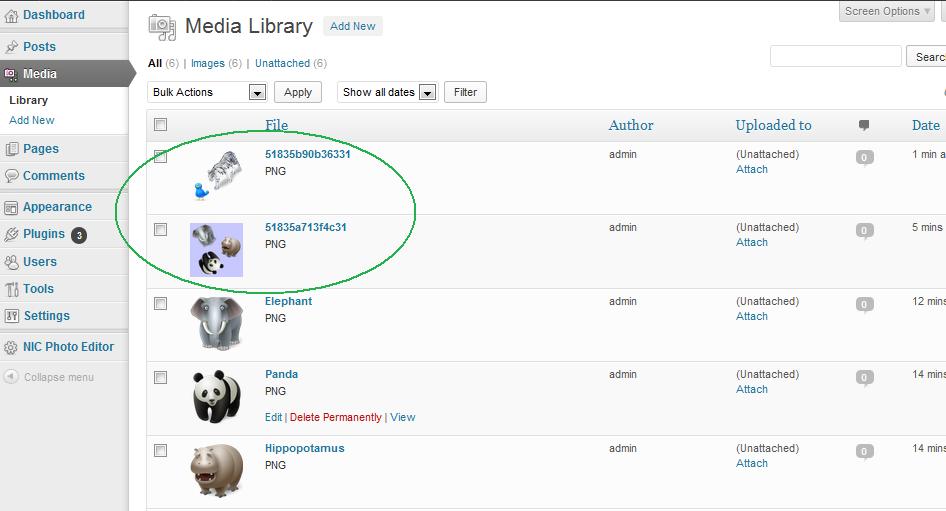 Dashboard
Posts
Media
Library
Add New
Pages
Comments
Appearance
Plugins 3
Users
Tools
Settings
NIC Photo Editor
Collapse menu
Screen Options
Media Library Add New
All (6) | Images (6) | Unattached (6)
Searc
Bulk Actions Apply Show all dates Filter
File Author Uploaded to Date
51835b90b36331 admin (Unattached) 0 1 min a
PNG Attach
51835a713f4c31 admin (Unattached) 0 5 mins
PNG Attach
Elephant admin (Unattached) 0 12 mins
PNG Attach
Panda admin (Unattached) 0 14 mins
PNG Attach
Edit | Delete Permanently | View
Hippopotamus admin (Unattached) 0 14 mins
PNG Attach